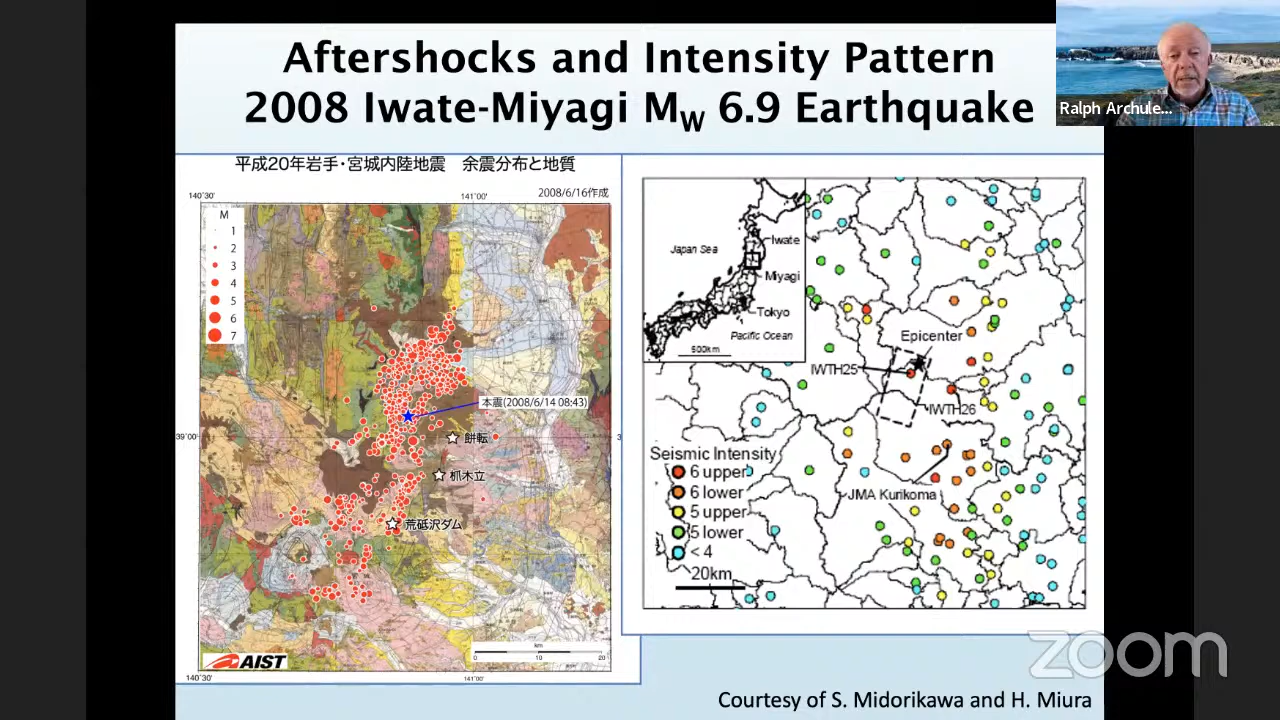 Aftershocks and Intensity Pattern
2008 Iwate-Miyagi MW 6.9 Earthquake
Ralph Archule...
平成20年岩手・宮城内陸地震 余震分布と地質
2008/6/16作成
140˚30'
141˚00'
M
1
2
3
4
5
6
7
本震(2008/6/14 08:43)
39˚00'
3
餅転
枛木立
荒砥沢ダム
AIST
km
0
10
20
140˚30'
141˚00'
Japan Sea
Iwate
Miyagi
Tokyo
Pacific Ocean
500km
Epicenter
IWTH25
IWTH26
Seismic Intensity
6 upper
6 lower
5 upper
5 lower
< 4
20km
JMA Kurikoma
zoom
Courtesy of S. Midorikawa and H. Miura